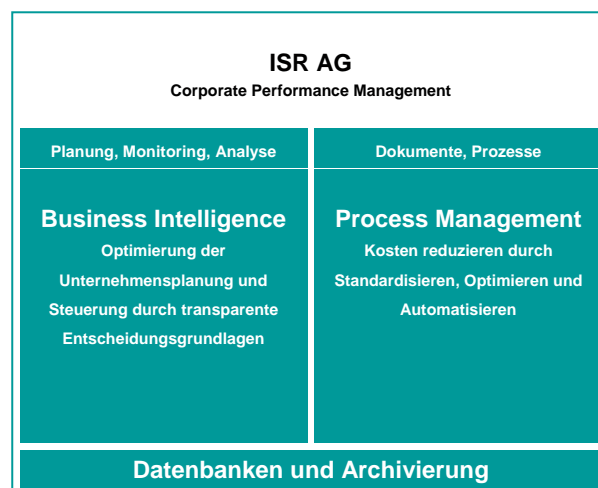 ISR AG
Corporate Performance Management
Planung, Monitoring, Analyse
Business Intelligence
Optimierung der
Unternehmensplanung und
Steuerung durch transparente
Entscheidungsgrundlagen
Dokumente, Prozesse
Process Management
Kosten reduzieren durch
Standardisieren, Optimieren und
Automatisieren
Datenbanken und Archivierung